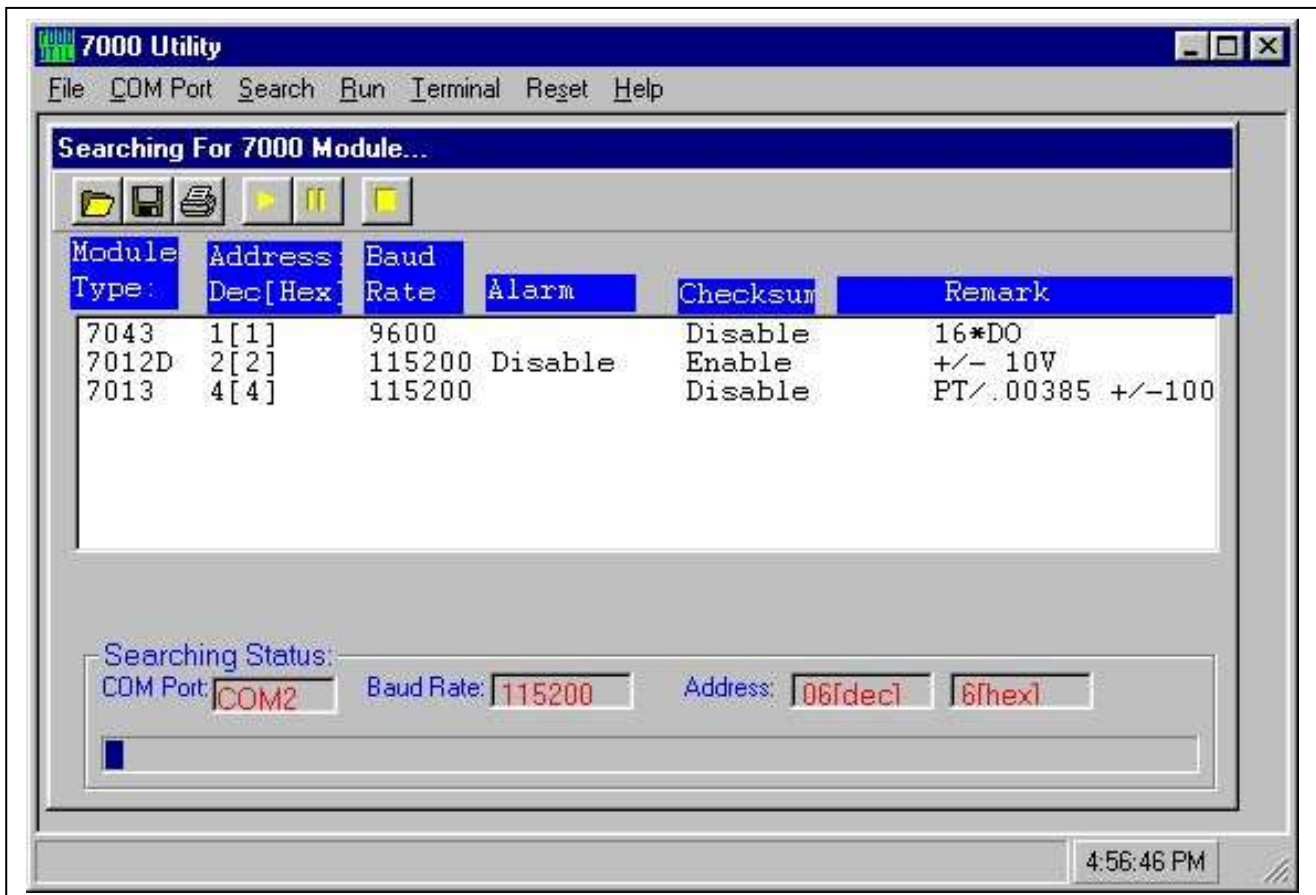 7000 Utility
File COM Port Search Run Terminal Reset Help
Searching For 7000 Module...
Module Type: Address: Dec[Hex] Baud Rate Alarm Checksum Remark
7043 1[1] 9600 Disable 16*DO
7012D 2[2] 115200 Disable Enable +/- 10V
7013 4[4] 115200 Disable PT/.00385 +/-100
Searching Status:
COM Port: COM2 Baud Rate: 115200 Address: 06[dec] 6[hex]
4:56:46 PM